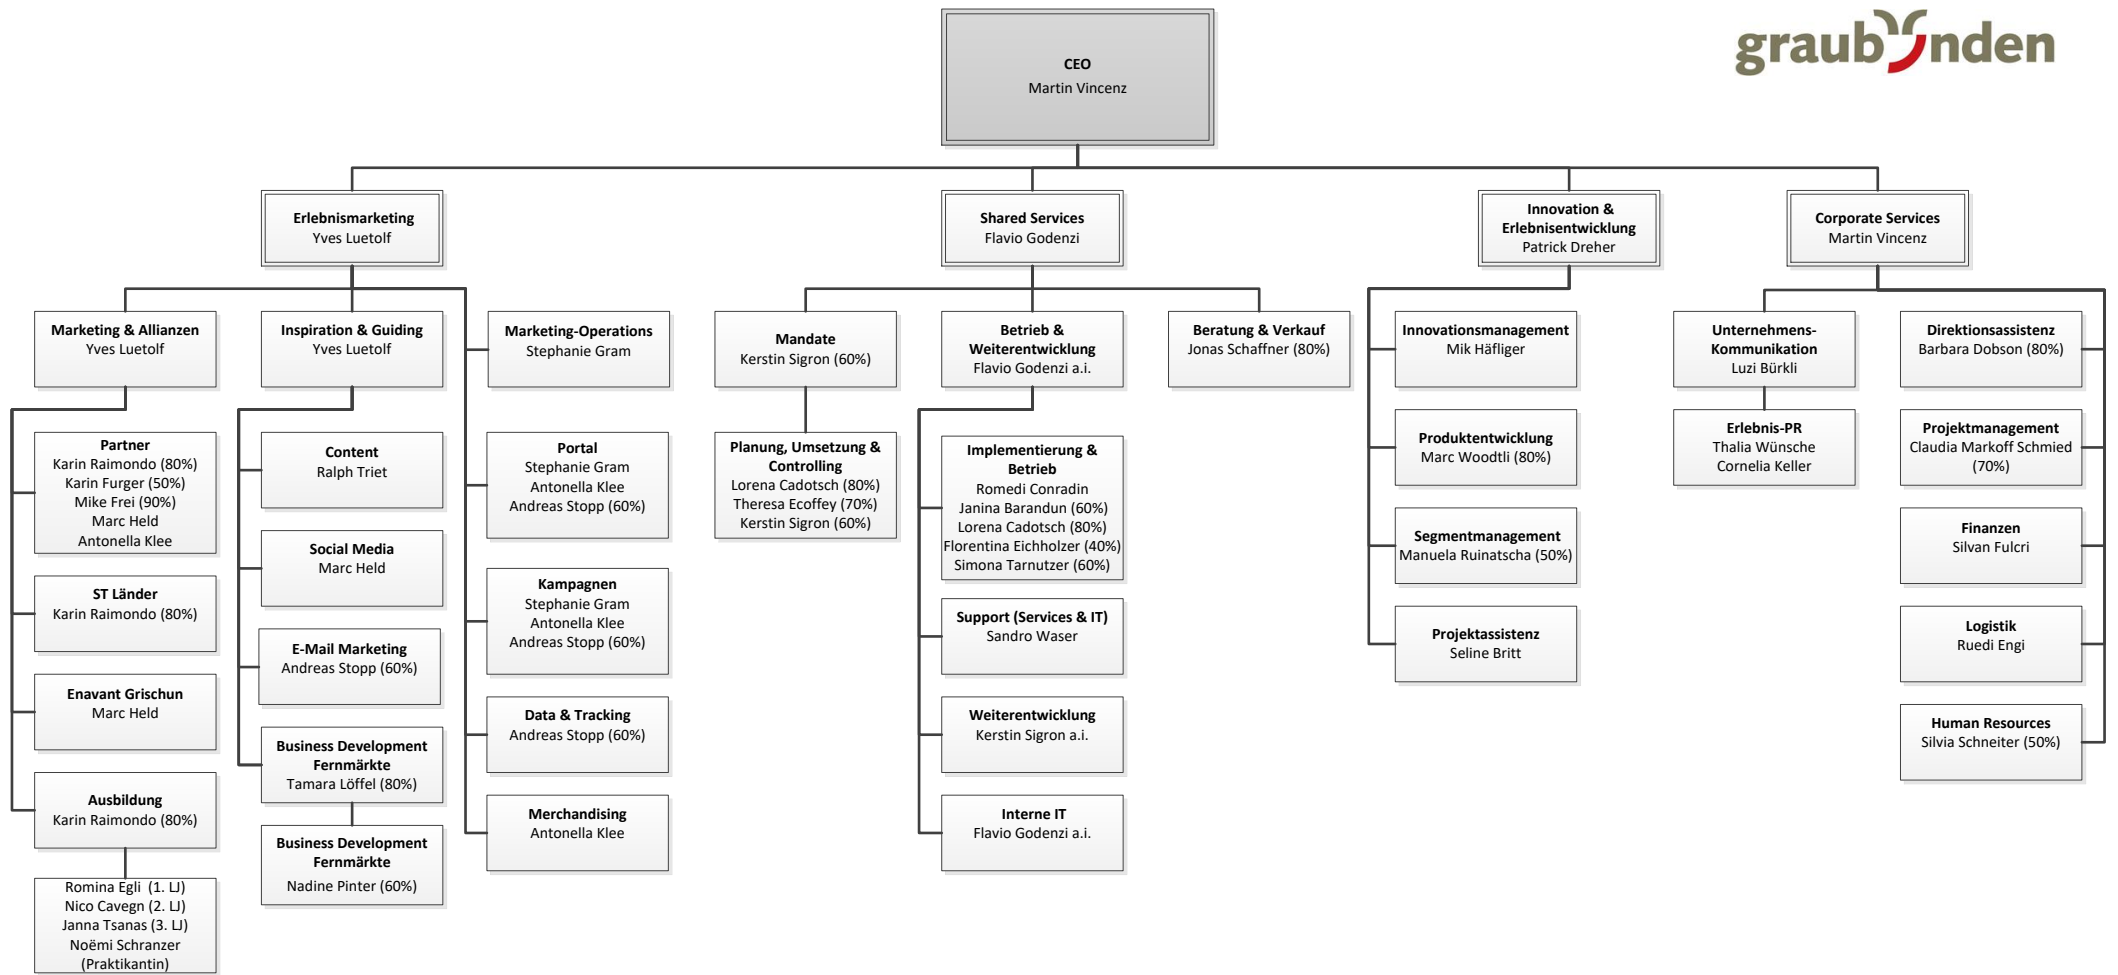 graubünden
CEO
Martin Vincenz
Erlebnismarketing
Yves Luetolf
Shared Services
Flavio Godenzi
Innovation &
Erlebnisentwicklung
Patrick Dreher
Corporate Services
Martin Vincenz
Marketing & Allianzen
Yves Luetolf
Partner
Karin Raimondo (80%)
Karin Furger (50%)
Mike Frei (90%)
Marc Held
Antonella Klee
ST Länder
Karin Raimondo (80%)
Enavant Grischun
Marc Held
Ausbildung
Karin Raimondo (80%)
Romina Egli (1. LJ)
Nico Cavegn (2. LJ)
Janna Tsanas (3. LJ)
Noëmi Schranzer
(Praktikantin)
Inspiration & Guiding
Yves Luetolf
Content
Ralph Triet
Social Media
Marc Held
E-Mail Marketing
Andreas Stopp (60%)
Business Development
Fernmärkte
Tamara Löffel (80%)
Business Development
Fernmärkte
Nadine Pinter (60%)
Marketing-Operations
Stephanie Gram
Portal
Stephanie Gram
Antonella Klee
Andreas Stopp (60%)
Kampagnen
Stephanie Gram
Antonella Klee
Andreas Stopp (60%)
Data & Tracking
Andreas Stopp (60%)
Merchandising
Antonella Klee
Mandate
Kerstin Sigron (60%)
Planung, Umsetzung &
Controlling
Lorena Cadotsch (80%)
Theresa Ecoffey (70%)
Kerstin Sigron (60%)
Betrieb &
Weiterentwicklung
Flavio Godenzi a.i.
Implementierung &
Betrieb
Romedi Conradin
Janina Barandun (60%)
Lorena Cadotsch (80%)
Florentina Eichholzer (40%)
Simona Tarnutzer (60%)
Support (Services & IT)
Sandro Waser
Weiterentwicklung
Kerstin Sigron a.i.
Interne IT
Flavio Godenzi a.i.
Beratung & Verkauf
Jonas Schaffner (80%)
Innovationsmanagement
Mik Häfliger
Produktentwicklung
Marc Woodtli (80%)
Segmentmanagement
Manuela Ruinatscha (50%)
Projektassistenz
Seline Britt
Unternehmens-
Kommunikation
Luzi Bürkli
Erlebnis-PR
Thalia Wünsche
Cornelia Keller
Direktionsassistenz
Barbara Dobson (80%)
Projektmanagement
Claudia Markoff Schmied
(70%)
Finanzen
Silvan Fulcri
Logistik
Ruedi Engi
Human Resources
Silvia Schneiter (50%)